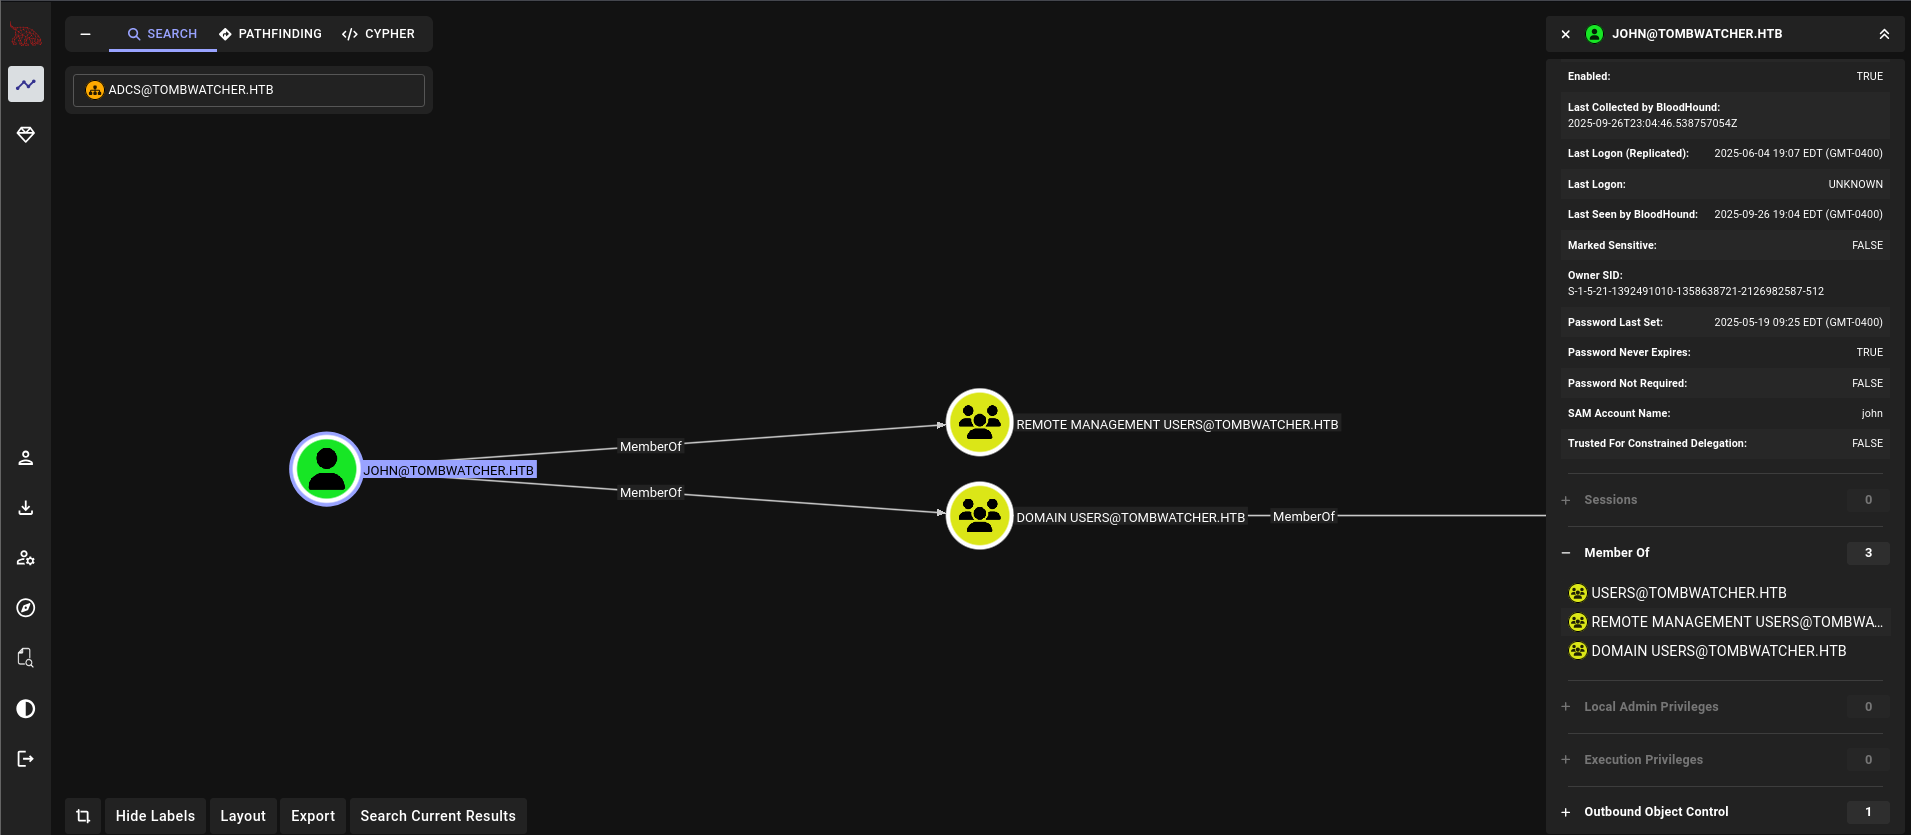 SEARCH
PATHFINDING
CYPHER
ADCS@TOMBWATCHER.HTB
JOHN@TOMBWATCHER.HTB
MemberOf
REMOTE MANAGEMENT USERS@TOMBWATCHER.HTB
MemberOf
DOMAIN USERS@TOMBWATCHER.HTB
MemberOf
Hide Labels
Layout
Export
Search Current Results
JOHN@TOMBWATCHER.HTB
Enabled: TRUE
Last Collected by BloodHound:
2025-09-26T23:04:46.538757054Z
Last Logon (Replicated): 2025-06-04 19:07 EDT (GMT-0400)
Last Logon: UNKNOWN
Last Seen by BloodHound: 2025-09-26 19:04 EDT (GMT-0400)
Marked Sensitive: FALSE
Owner SID:
S-1-5-21-1392491010-1358638721-2126982587-512
Password Last Set: 2025-05-19 09:25 EDT (GMT-0400)
Password Never Expires: TRUE
Password Not Required: FALSE
SAM Account Name: john
Trusted For Constrained Delegation: FALSE
Sessions 0
Member Of 3
USERS@TOMBWATCHER.HTB
REMOTE MANAGEMENT USERS@TOMBWA...
DOMAIN USERS@TOMBWATCHER.HTB
Local Admin Privileges 0
Execution Privileges 0
Outbound Object Control 1